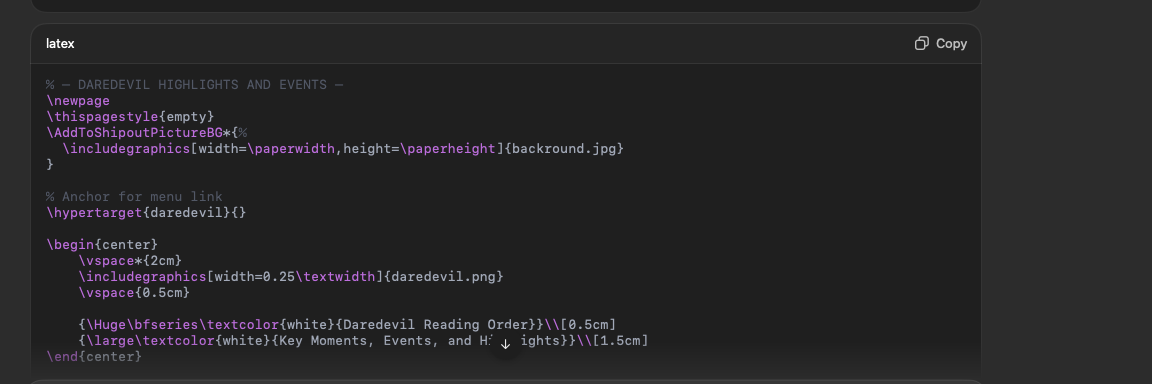 latex
Copy
% — DAREDEVIL HIGHLIGHTS AND EVENTS —
\newpage
\thispagestyle{empty}
\AddToShipoutPictureBG*{%
  \includegraphics[width=\paperwidth,height=\paperheight]{backround.jpg}
}
% Anchor for menu link
\hypertarget{daredevil}{}
\begin{center}
    \vspace*{2cm}
    \includegraphics[width=0.25\textwidth]{daredevil.png}
    \vspace{0.5cm}
    {\Huge\bfseries\textcolor{white}{Daredevil Reading Order}}\\[0.5cm]
    {\large\textcolor{white}{Key Moments, Events, and ights}}\\[1.5cm]
\end{center}